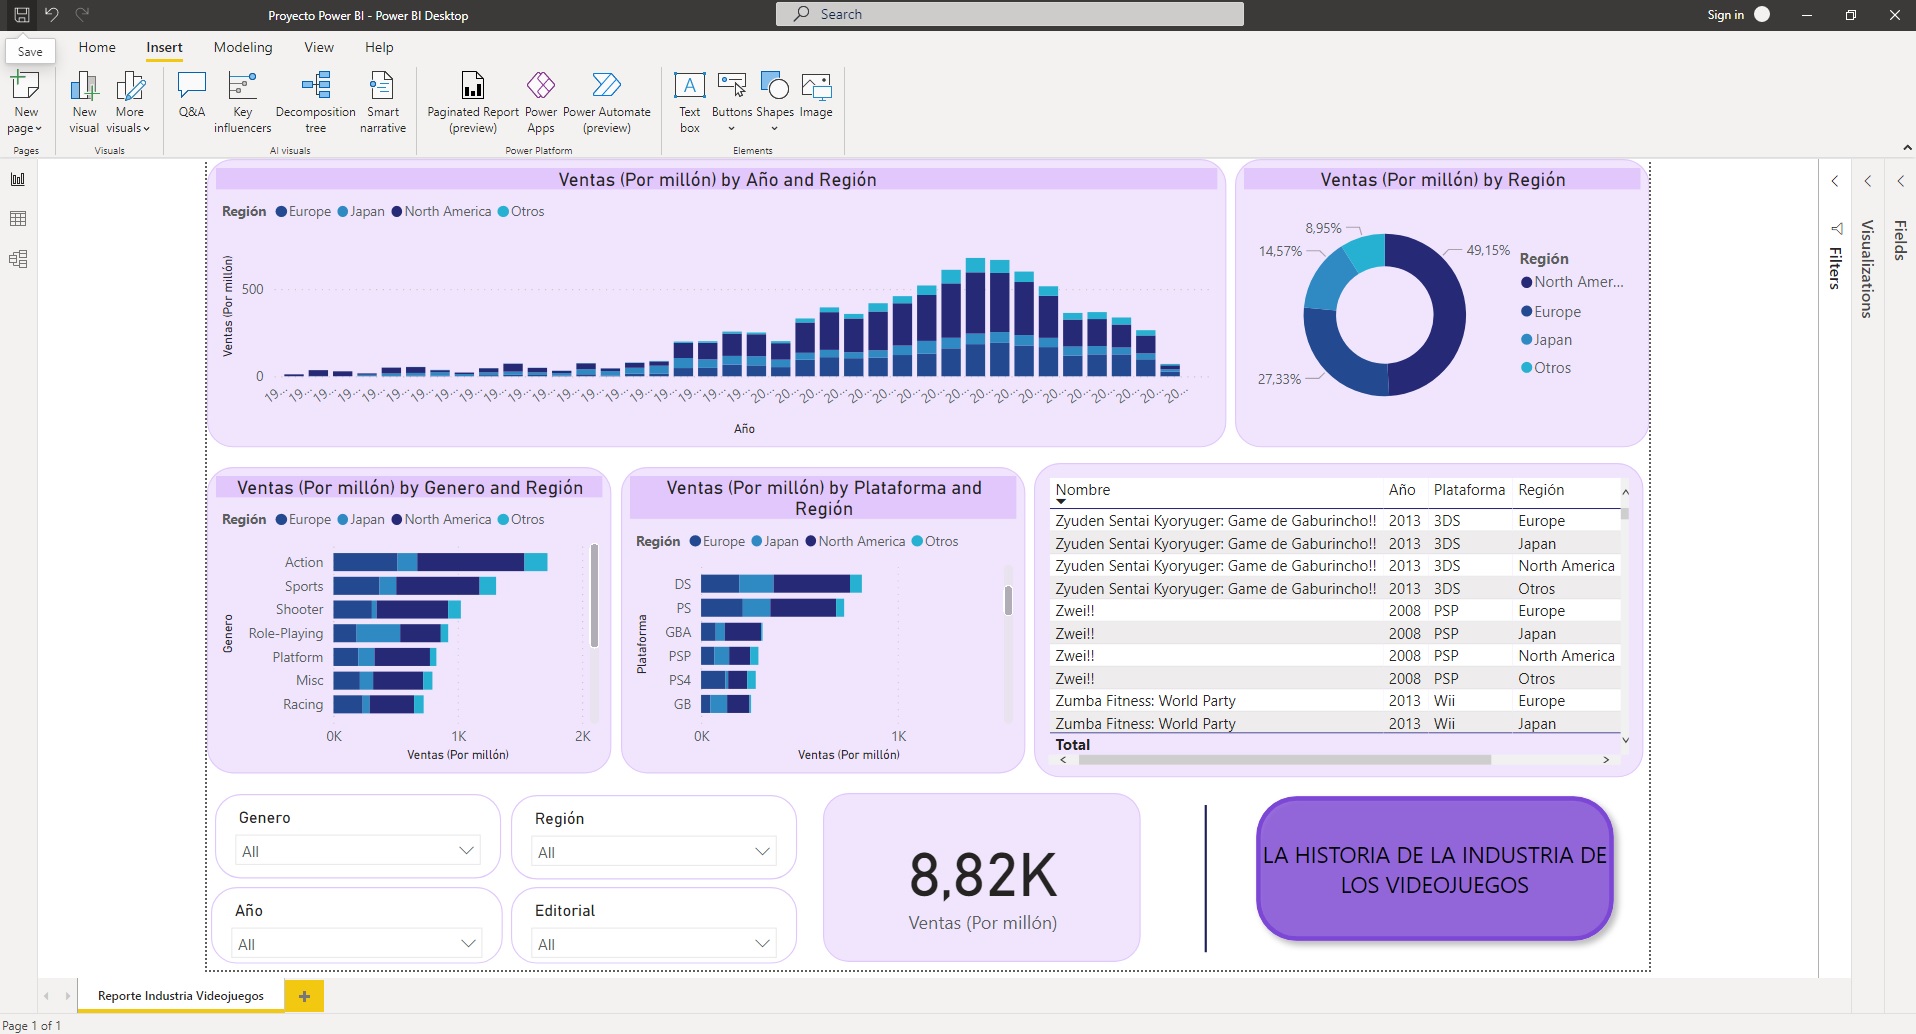 Proyecto Power BI - Power BI Desktop
Search
Sign in
Save
Home Insert Modeling View Help
New page
New visual
More visuals
Q&A
Key influencers
Decomposition tree
Smart narrative
Paginated Report (preview)
Power Apps
Power Automate (preview)
Text box
Buttons
Shapes
Image
Pages
Visuals
AI visuals
Power Platform
Elements
Ventas (Por millón) by Año and Región
Región Europe Japan North America Otros
Ventas (Por millón)
500
0
19... 19... 19... 19... 19... 19... 19... 19... 19... 19... 19... 19... 19... 19... 19... 19... 19... 19... 19... 19... 20... 20... 20... 20... 20... 20... 20... 20... 20... 20... 20... 20... 20... 20... 20... 20... 20... 20...
Año
Ventas (Por millón) by Región
8,95%
14,57%
49,15%
27,33%
Región
North Amer...
Europe
Japan
Otros
Filters
Visualizations
Fields
Ventas (Por millón) by Genero and Región
Región Europe Japan North America Otros
Genero
Action
Sports
Shooter
Role-Playing
Platform
Misc
Racing
0K 1K 2K
Ventas (Por millón)
Ventas (Por millón) by Plataforma and
Región
Región Europe Japan North America Otros
Plataforma
DS
PS
GBA
PSP
PS4
GB
0K 1K
Ventas (Por millón)
Nombre Año Plataforma Región
Zyuden Sentai Kyoryuger: Game de Gaburincho!! 2013 3DS Europe
Zyuden Sentai Kyoryuger: Game de Gaburincho!! 2013 3DS Japan
Zyuden Sentai Kyoryuger: Game de Gaburincho!! 2013 3DS North America
Zyuden Sentai Kyoryuger: Game de Gaburincho!! 2013 3DS Otros
Zwei!! 2008 PSP Europe
Zwei!! 2008 PSP Japan
Zwei!! 2008 PSP North America
Zwei!! 2008 PSP Otros
Zumba Fitness: World Party 2013 Wii Europe
Zumba Fitness: World Party 2013 Wii Japan
Total
Genero
All
Región
All
Año
All
Editorial
All
8,82K
Ventas (Por millón)
LA HISTORIA DE LA INDUSTRIA DE
LOS VIDEOJUEGOS
Reporte Industria Videojuegos
Page 1 of 1